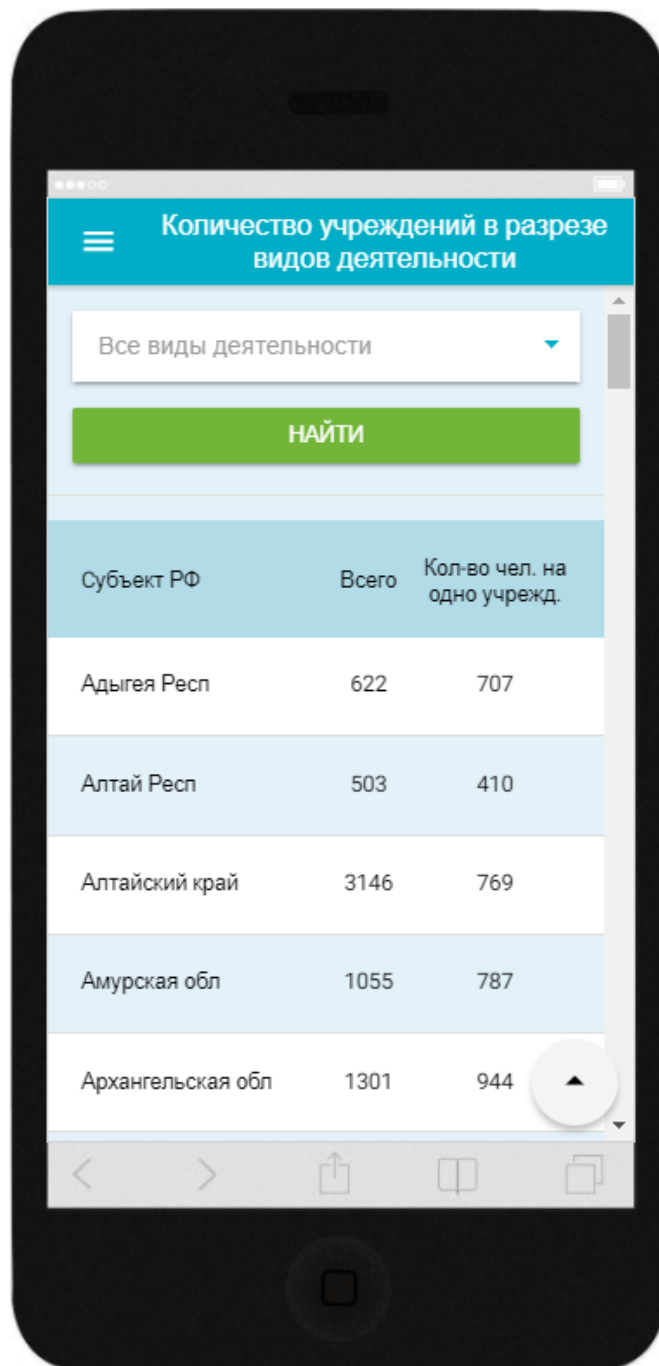 Количество учреждений в разрезе
видов деятельности
Все виды деятельности
НАЙТИ
Субъект РФ Всего Кол-во чел. на
одно учрежд.
Адыгея Респ 622 707
Алтай Респ 503 410
Алтайский край 3146 769
Амурская обл 1055 787
Архангельская обл 1301 944